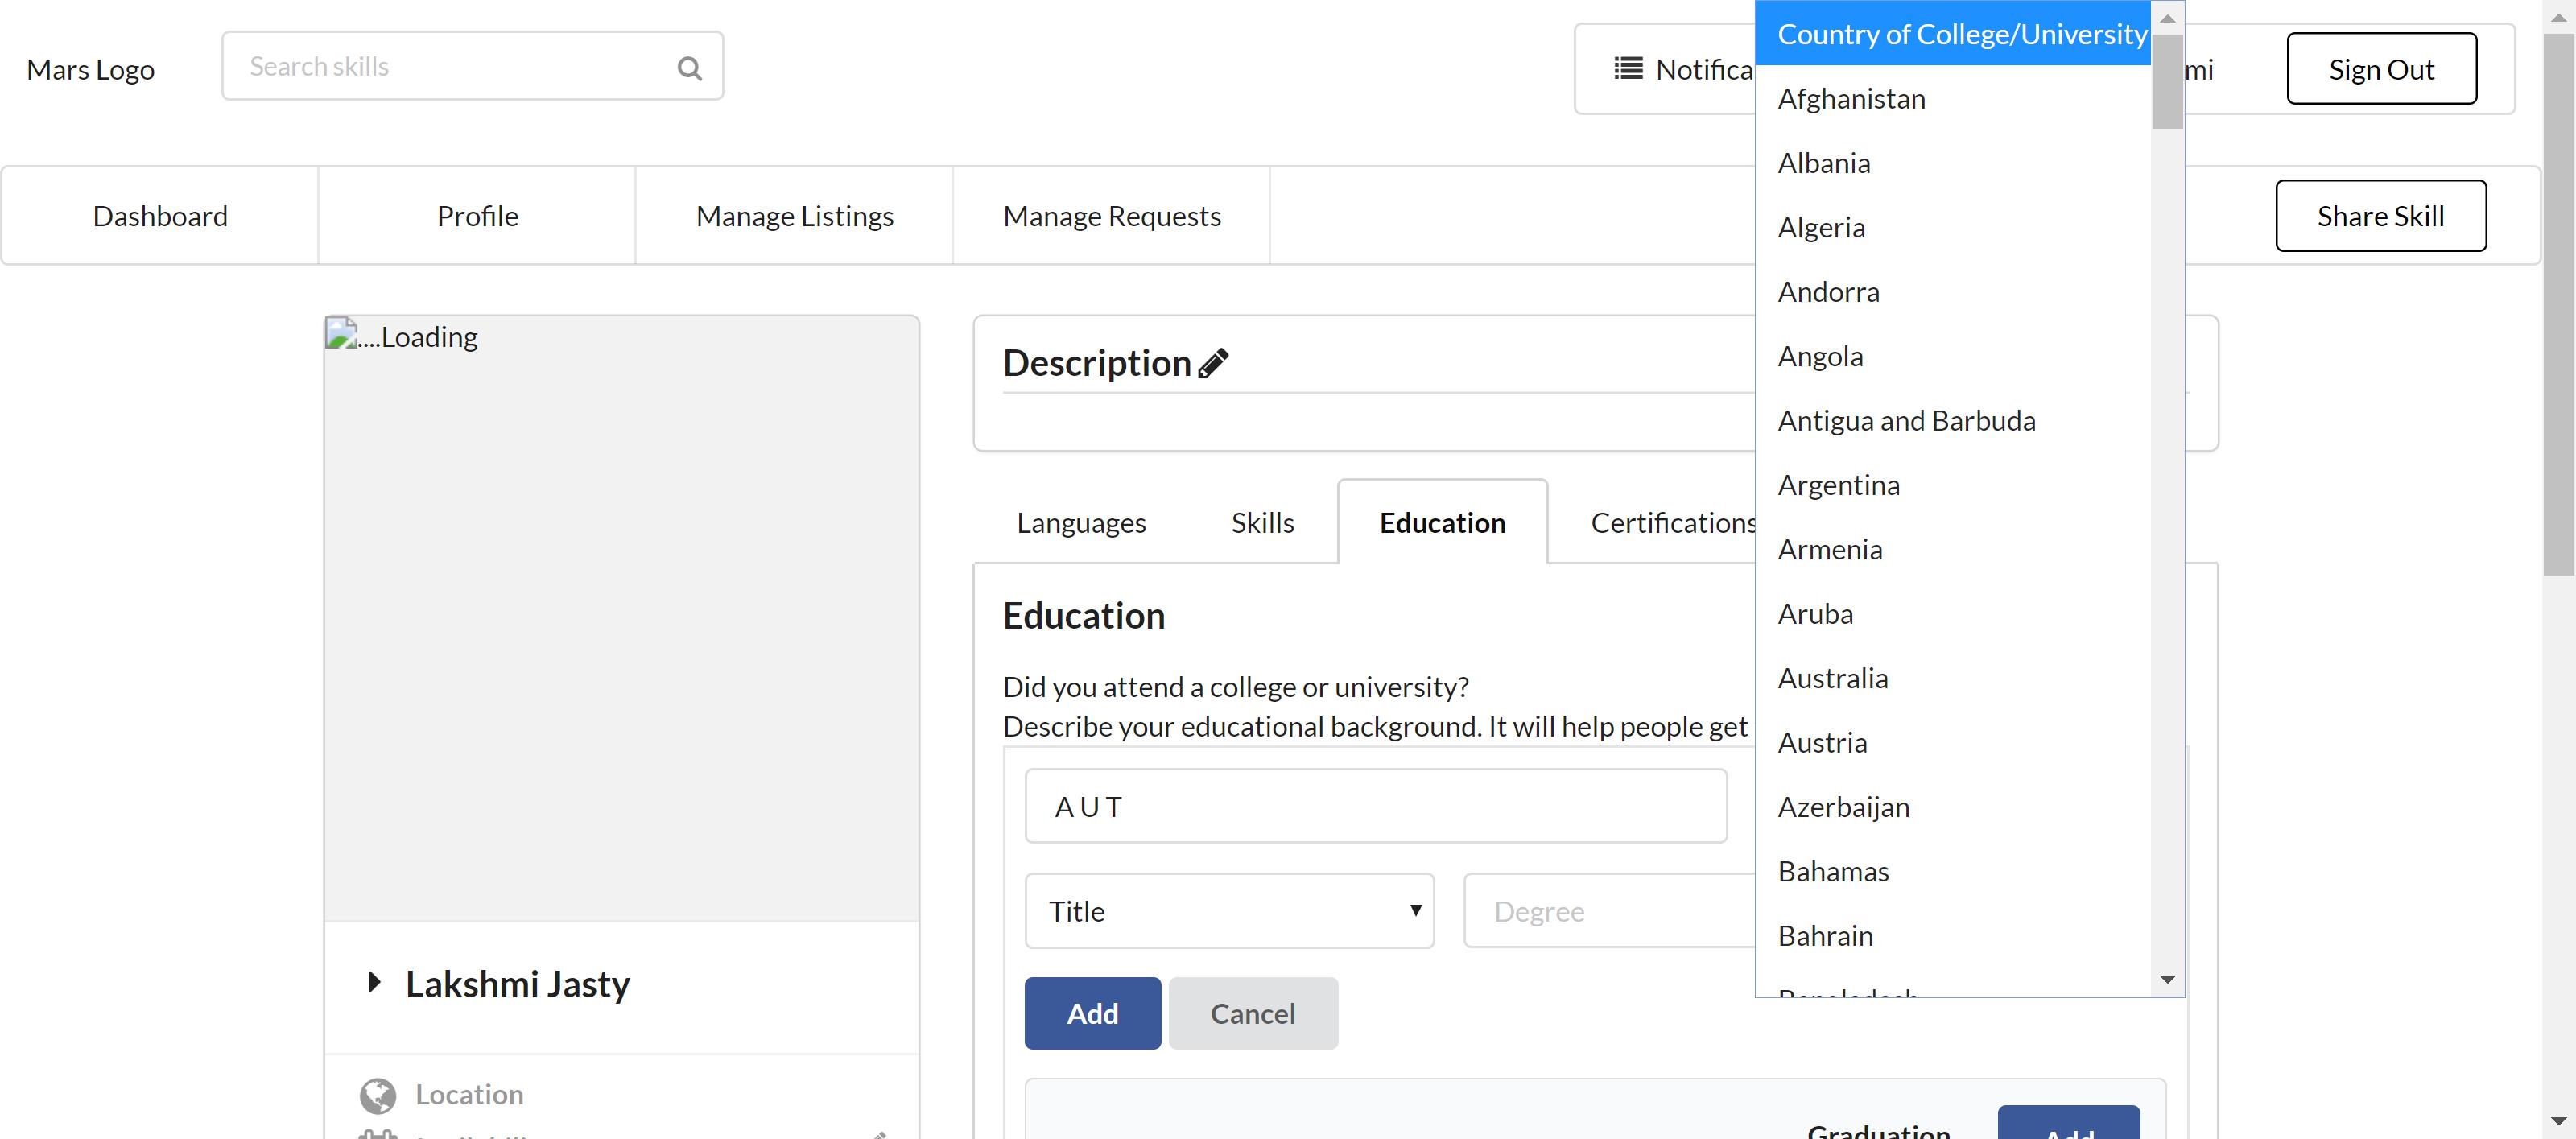 Mars Logo
Search skills
Notifica
mi
Sign Out
Dashboard
Profile
Manage Listings
Manage Requests
Share Skill
....Loading
Lakshmi Jasty
Location
Description
Languages
Skills
Education
Certifications
Education
Did you attend a college or university?
Describe your educational background. It will help people get
A U T
Title
Degree
Add
Cancel
Graduation
Add
Country of College/University
Afghanistan
Albania
Algeria
Andorra
Angola
Antigua and Barbuda
Argentina
Armenia
Aruba
Australia
Austria
Azerbaijan
Bahamas
Bahrain
Bangladesh